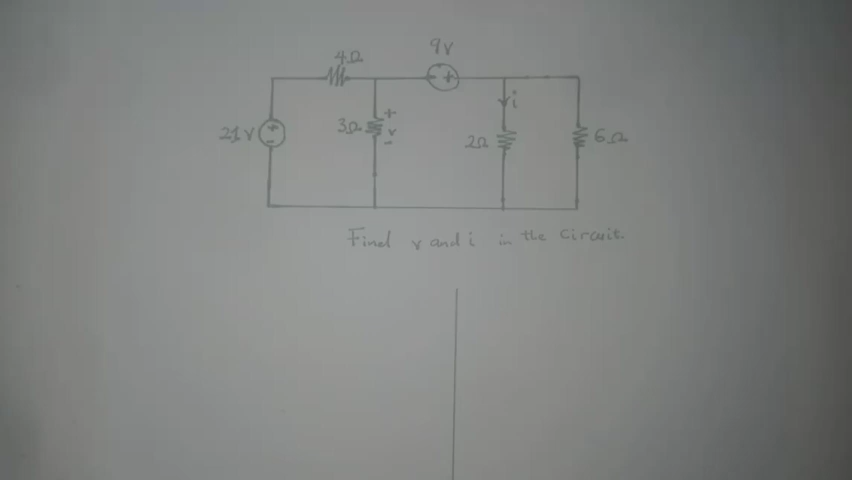 9V
4Ω
- +
+ i
21V + 3Ω v 2Ω 6Ω
- -
Find v and i in the circuit.